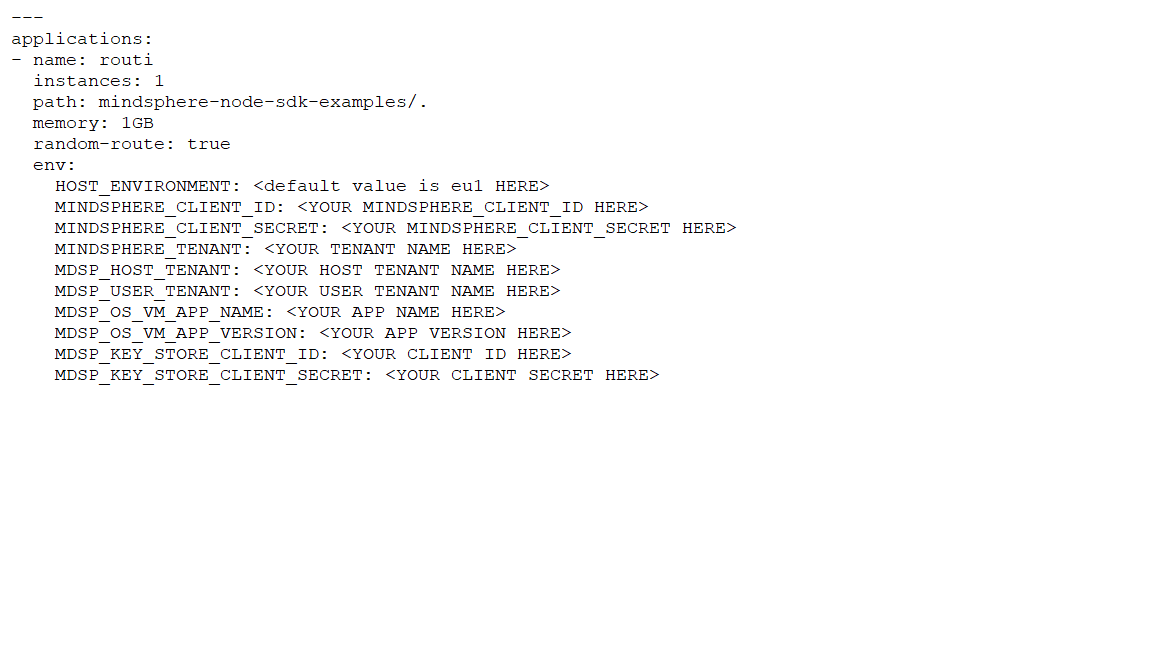 ---
applications:
- name: routi
  instances: 1
  path: mindsphere-node-sdk-examples/.
  memory: 1GB
  random-route: true
  env:
    HOST_ENVIRONMENT: <default value is eu1 HERE>
    MINDSPHERE_CLIENT_ID: <YOUR MINDSPHERE_CLIENT_ID HERE>
    MINDSPHERE_CLIENT_SECRET: <YOUR MINDSPHERE_CLIENT_SECRET HERE>
    MINDSPHERE_TENANT: <YOUR TENANT NAME HERE>
    MDSP_HOST_TENANT: <YOUR HOST TENANT NAME HERE>
    MDSP_USER_TENANT: <YOUR USER TENANT NAME HERE>
    MDSP_OS_VM_APP_NAME: <YOUR APP NAME HERE>
    MDSP_OS_VM_APP_VERSION: <YOUR APP VERSION HERE>
    MDSP_KEY_STORE_CLIENT_ID: <YOUR CLIENT ID HERE>
    MDSP_KEY_STORE_CLIENT_SECRET: <YOUR CLIENT SECRET HERE>